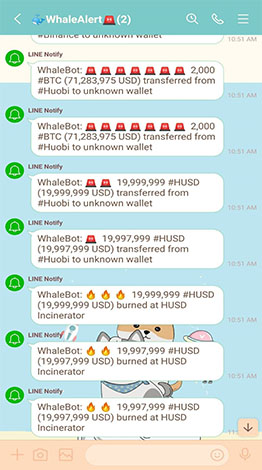 WhaleAlert🚨(2)
#Binance to unknown wallet
10:51 AM
LINE Notify
WhaleBot: 🚨 🚨 🚨 🚨 🚨 🚨 🚨 2,000
#BTC (71,283,975 USD) transferred from
#Huobi to unknown wallet
10:51 AM
LINE Notify
WhaleBot: 🚨 🚨 🚨 🚨 🚨 🚨 🚨 2,000
#BTC (71,283,975 USD) transferred from
#Huobi to unknown wallet
10:51 AM
LINE Notify
WhaleBot: 🚨 🚨 19,999,999 #HUSD
(19,999,999 USD) transferred from
#Huobi to unknown wallet
10:51 AM
LINE Notify
WhaleBot: 🚨 19,997,999 #HUSD
(19,997,999 USD) transferred from
#Huobi to unknown wallet
10:51 AM
LINE Notify
WhaleBot: 🔥 🔥 🔥 19,999,999 #HUSD
(19,999,999 USD) burned at HUSD
Incinerator
10:51 AM
LINE Notify
WhaleBot: 🔥 🔥 19,997,999 #HUSD
(19,997,999 USD) burned at HUSD
Incinerator
10:51 AM
LINE Notify
WhaleBot: 🔥 🔥 19,997,999 #HUSD
(19,997,999 USD) burned at HUSD
Incinerator